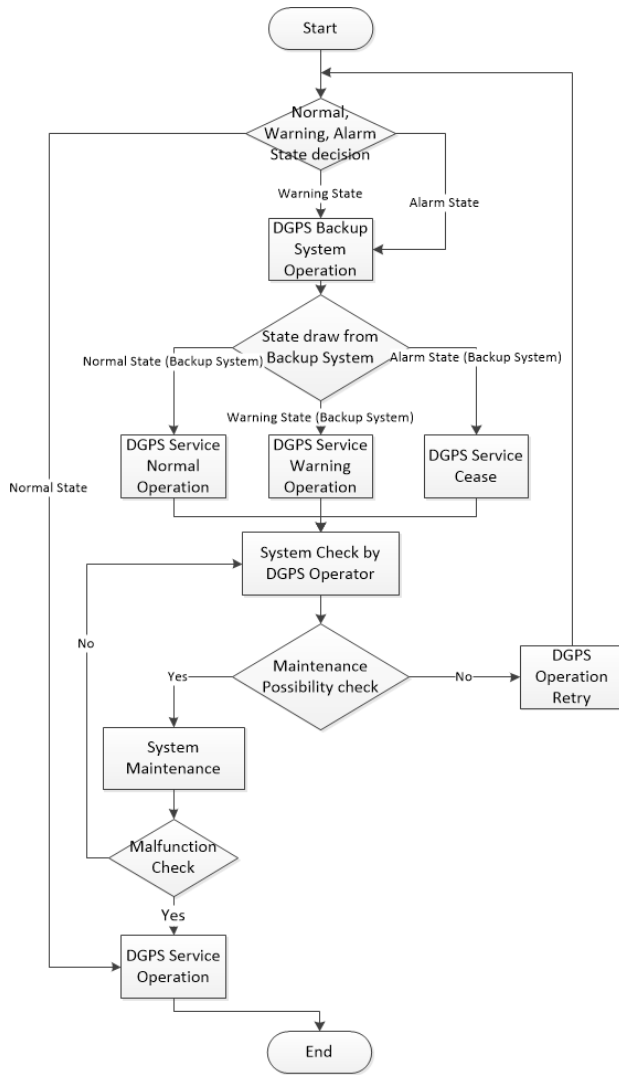 Start
Normal,
Warning, Alarm
State decision
Warning State
Alarm State
DGPS Backup
System
Operation
State draw from
Backup System
Normal State (Backup System)
Alarm State (Backup System)
Warning State (Backup System)
DGPS Service
Normal
Operation
DGPS Service
Warning
Operation
DGPS Service
Cease
Normal State
System Check by
DGPS Operator
No
Maintenance
Possibility check
Yes
No
DGPS
Operation
Retry
System
Maintenance
Malfunction
Check
Yes
DGPS Service
Operation
End